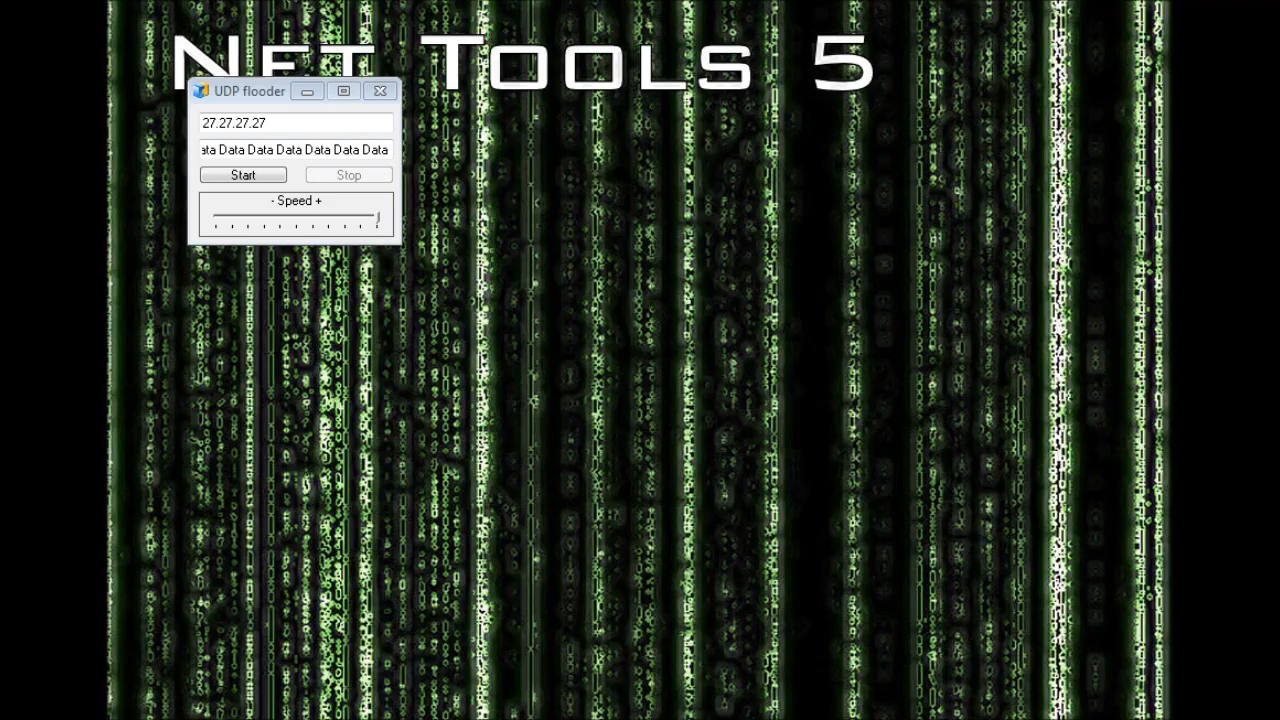 Net Tools 5
UDP flooder
27.27.27.27
ata Data Data Data Data Data Data
Start Stop
- Speed +